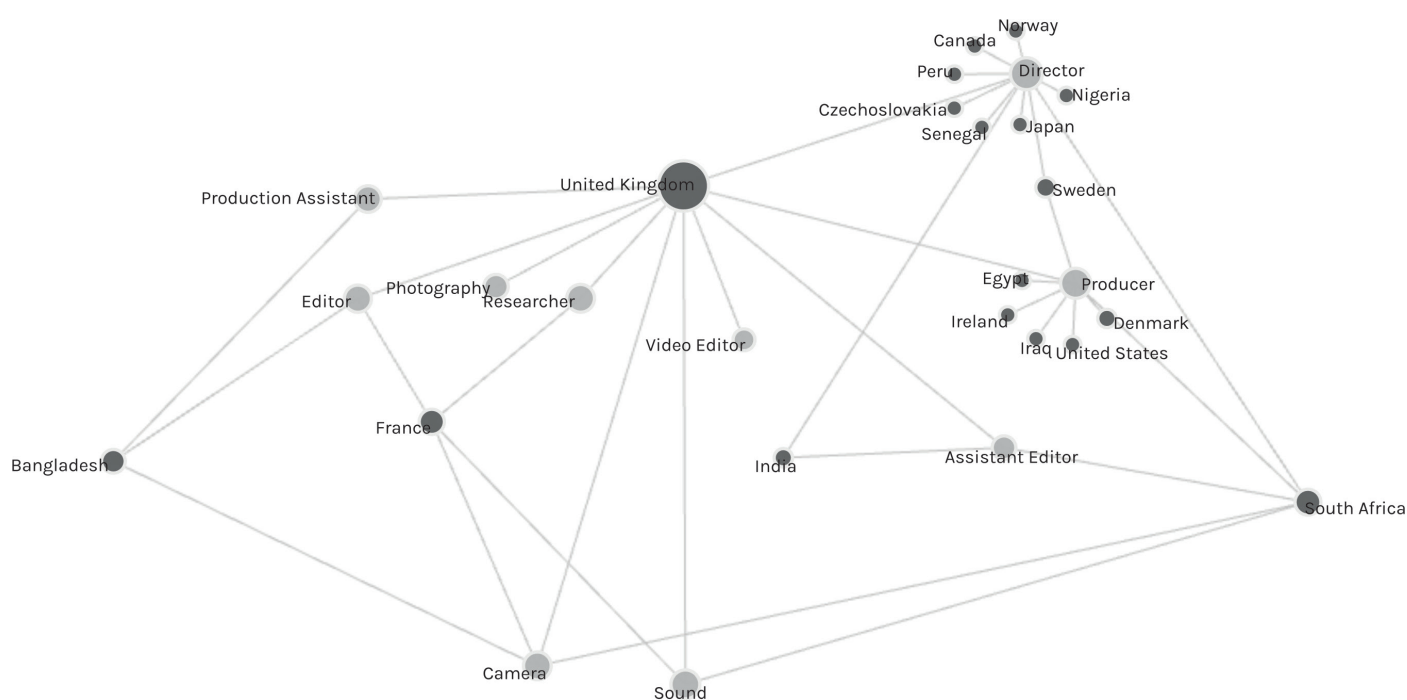 Norway
Canada
Director
Peru
Nigeria
Czechoslovakia
Senegal
Japan
United Kingdom
Sweden
Production Assistant
Egypt
Producer
Photography
Editor
Researcher
Ireland
Denmark
Video Editor
Iraq
United States
France
Bangladesh
India
Assistant Editor
South Africa
Camera
Sound